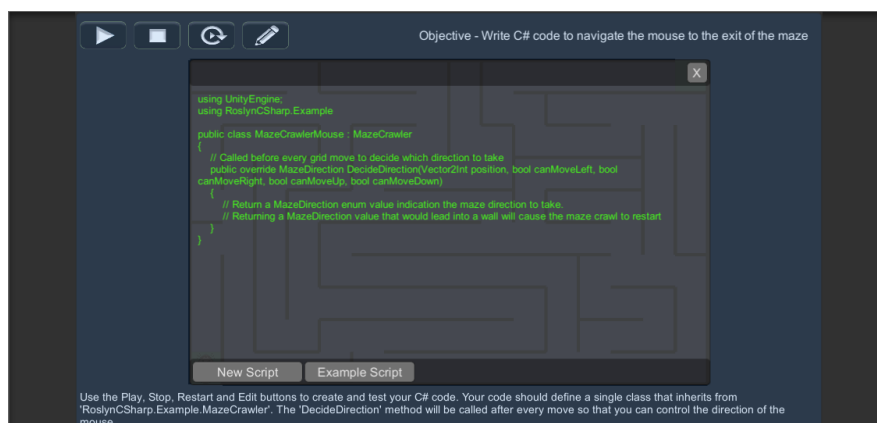 Objective - Write C# code to navigate the mouse to the exit of the maze
X
using UnityEngine;
using RoslynCSharp.Example
public class MazeCrawlerMouse : MazeCrawler
{
// Called before every grid move to decide which direction to take
public override MazeDirection DecideDirection(Vector2Int position, bool canMoveLeft, bool
canMoveRight, bool canMoveUp, bool canMoveDown)
{
// Return a MazeDirection enum value indication the maze direction to take.
// Returning a MazeDirection value that would lead into a wall will cause the maze crawl to restart
}
}
New Script
Example Script
Use the Play, Stop, Restart and Edit buttons to create and test your C# code. Your code should define a single class that inherits from
'RoslynCSharp.Example.MazeCrawler'. The 'DecideDirection' method will be called after every move so that you can control the direction of the
mouse